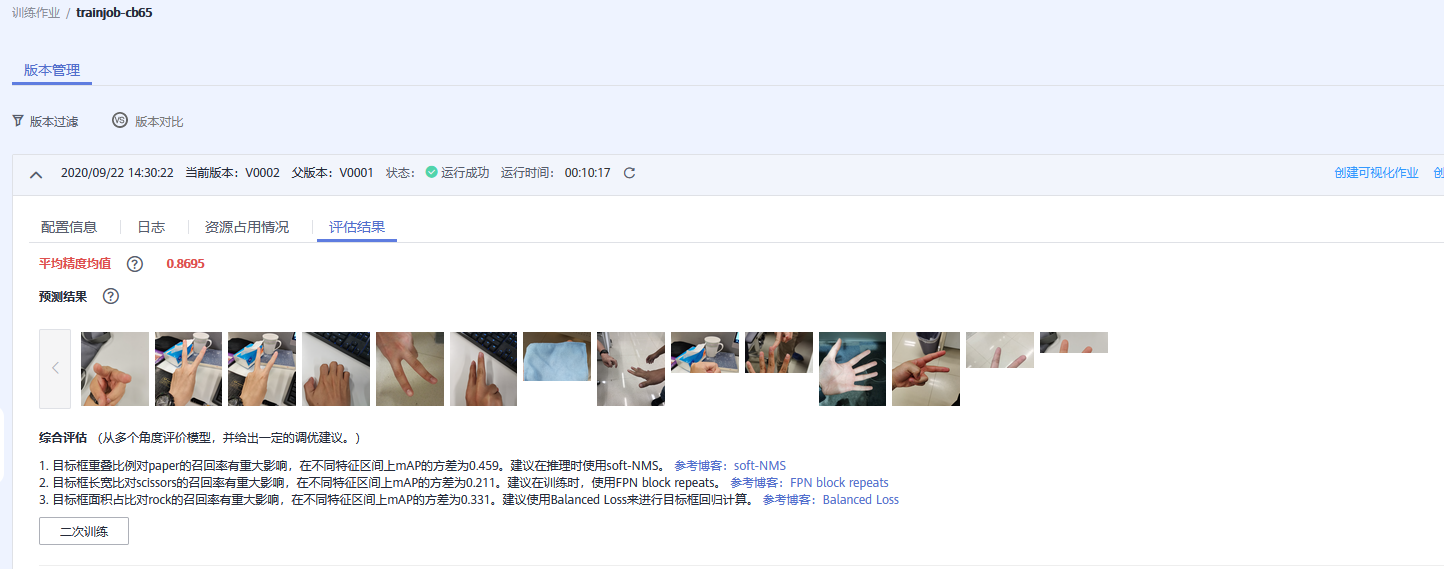 训练作业 / trainjob-cb65
版本管理
版本过滤 VS 版本对比
2020/09/22 14:30:22 当前版本：V0002 父版本：V0001 状态： 运行成功 运行时间： 00:10:17 创建可视化作业 创
配置信息 日志 资源占用情况 评估结果
平均精度均值 ? 0.8695
预测结果 ?
综合评估 （从多个角度评价模型，并给出一定的调优建议。）
1. 目标框重叠比例对paper的召回率有重大影响，在不同特征区间上mAP的方差为0.459。建议在推理时使用soft-NMS。 参考博客：soft-NMS
2. 目标框长宽比对scissors的召回率有重大影响，在不同特征区间上mAP的方差为0.211。建议在训练时，使用FPN block repeats。 参考博客：FPN block repeats
3. 目标框面积占比对rock的召回率有重大影响，在不同特征区间上mAP的方差为0.331。建议使用Balanced Loss来进行目标框回归计算。 参考博客：Balanced Loss
二次训练